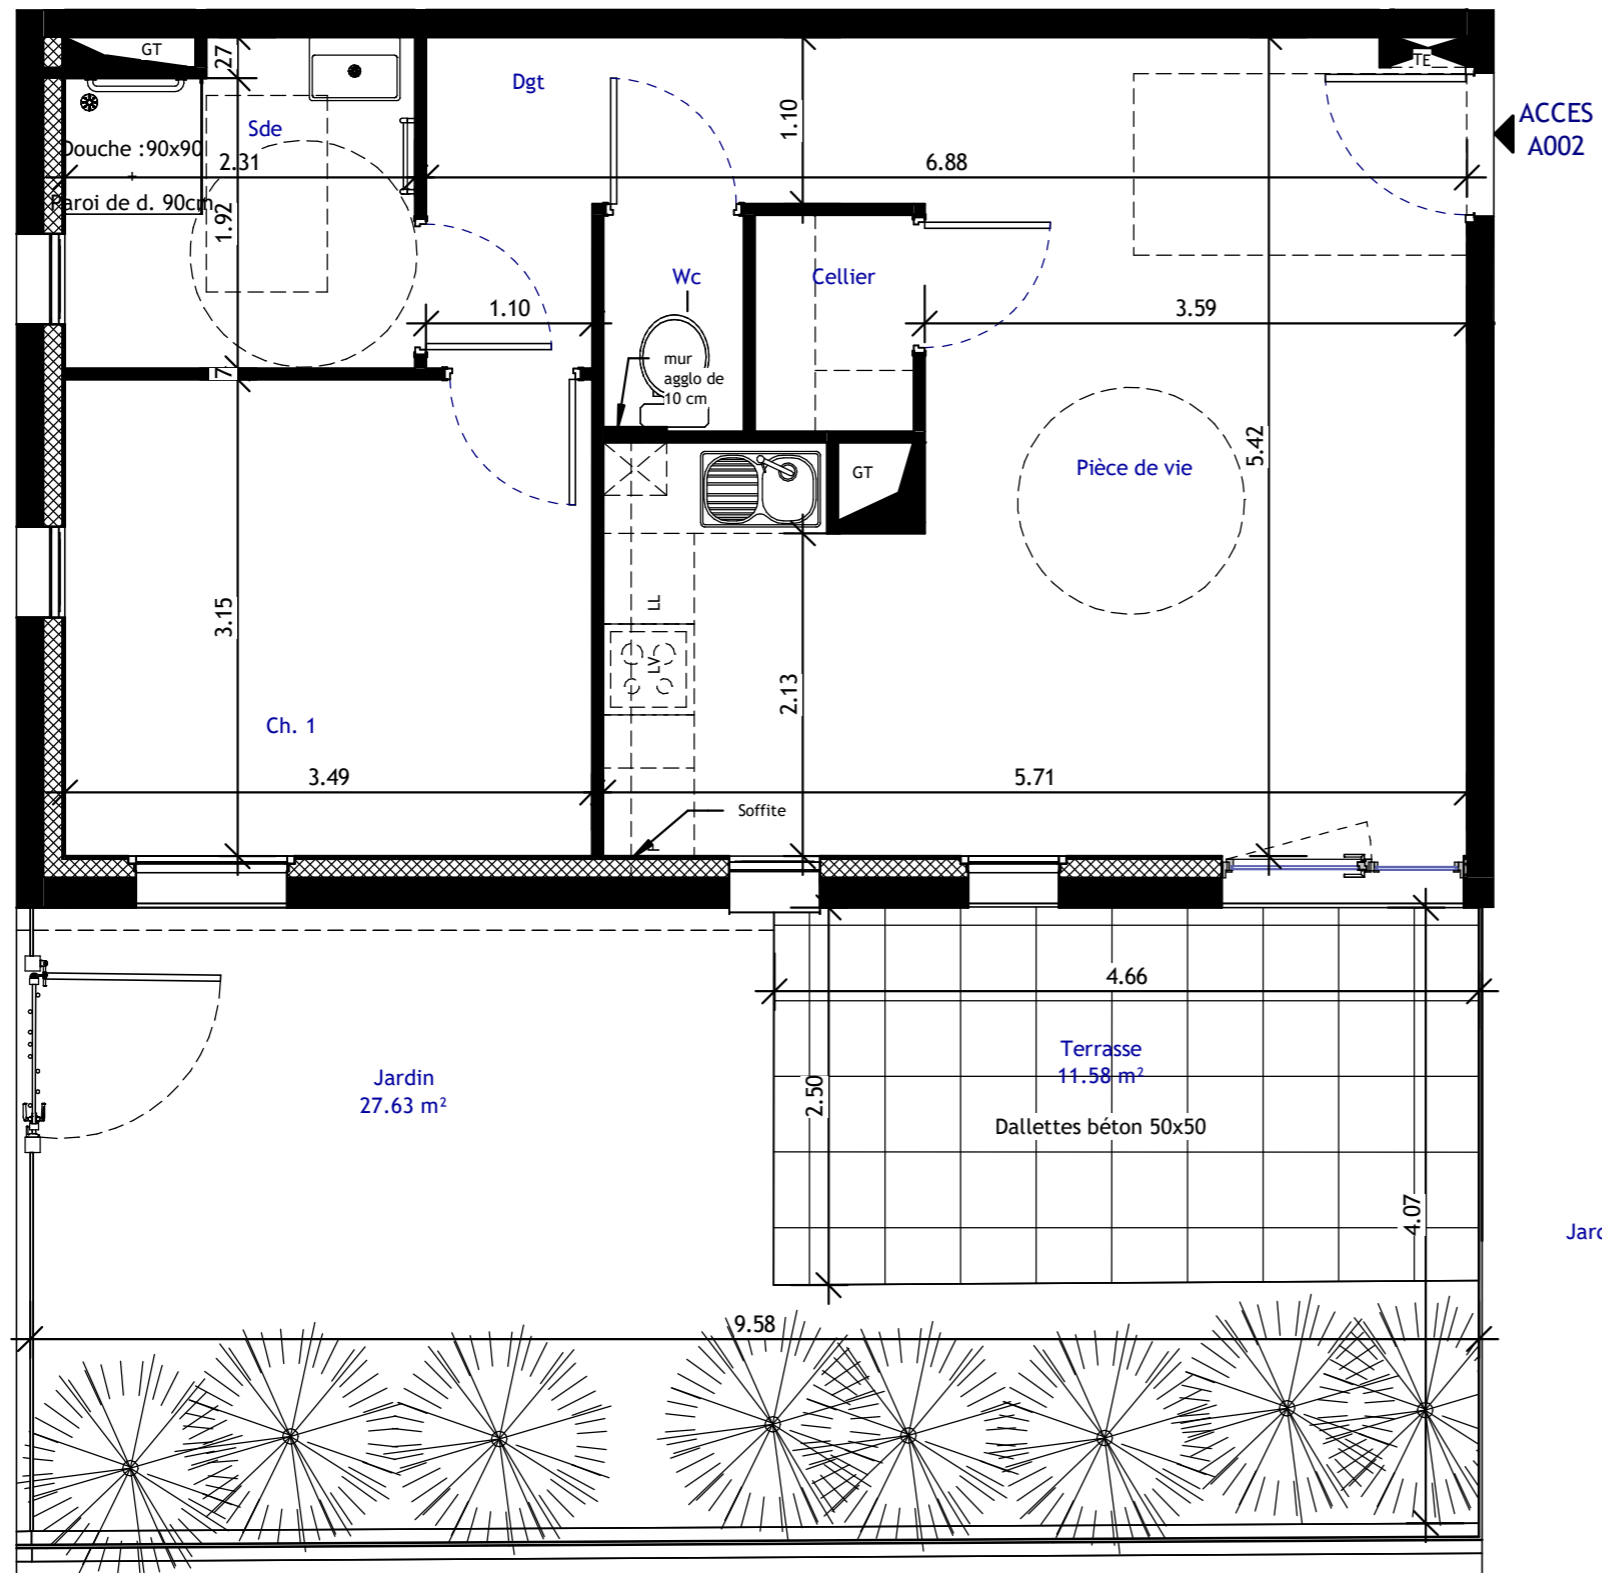 GT
27
Dgt
1.10
TE
ACCES
A002
Sde
Douche :90x90
+
Paroi de d. 90cm
2.31
6.88
1.92
Wc
Cellier
1.10
3.59
mur
agglo de
10 cm
7
5.42
Pièce de vie
GT
3.15
LL
LV
2.13
Ch. 1
3.49
5.71
Soffite
4.66
Terrasse
11.58 m²
Jardin
27.63 m²
2.50
Dallettes béton 50x50
4.07
Jard
9.58